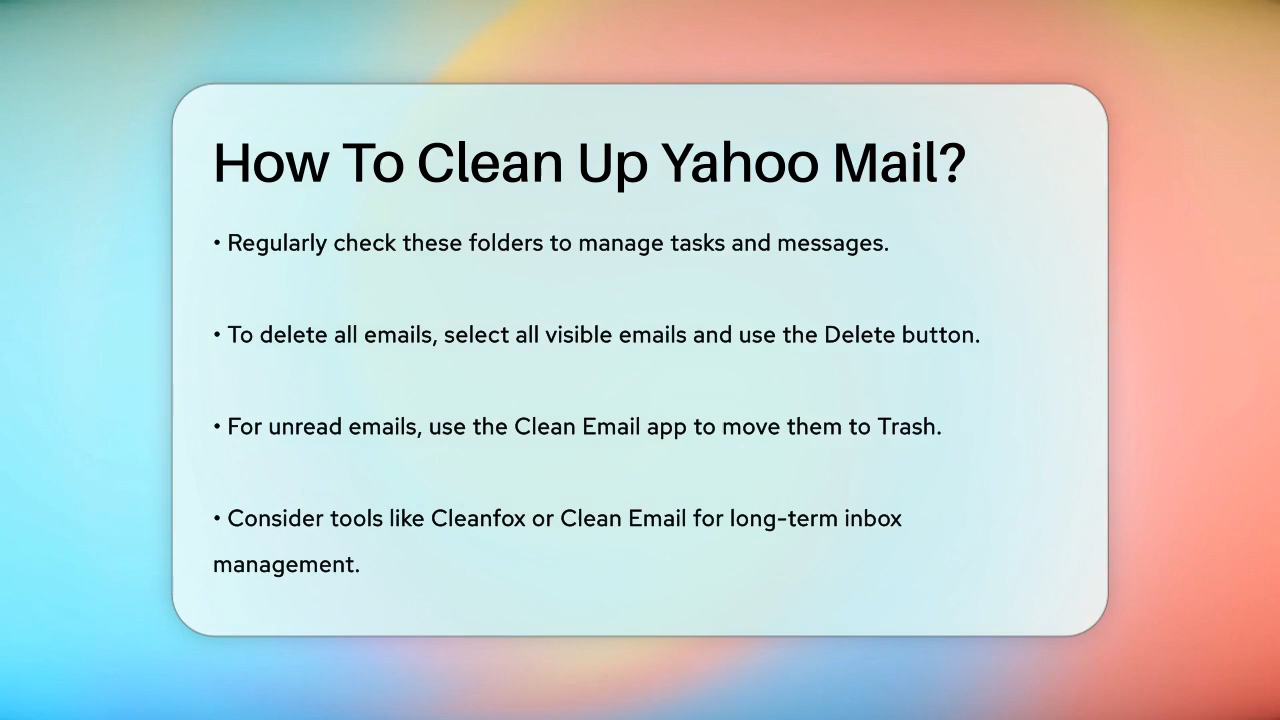 How To Clean Up Yahoo Mail?
• Regularly check these folders to manage tasks and messages.
• To delete all emails, select all visible emails and use the Delete button.
• For unread emails, use the Clean Email app to move them to Trash.
• Consider tools like Cleanfox or Clean Email for long-term inbox
management.